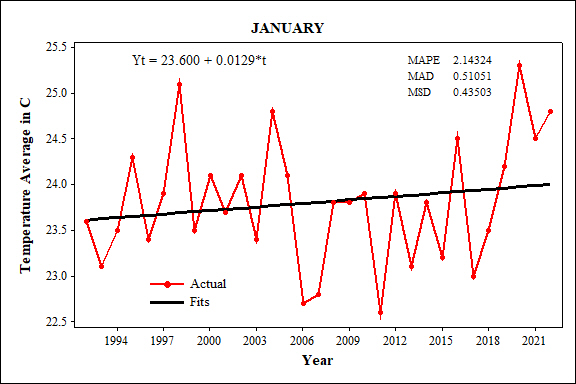 JANUARY
Yt = 23.600 + 0.0129*t
MAPE 2.14324
MAD 0.51051
MSD 0.43503
Temperature Average in C
25.5
25.0
24.5
24.0
23.5
23.0
22.5
Actual
Fits
1994 1997 2000 2003 2006 2009 2012 2015 2018 2021
Year